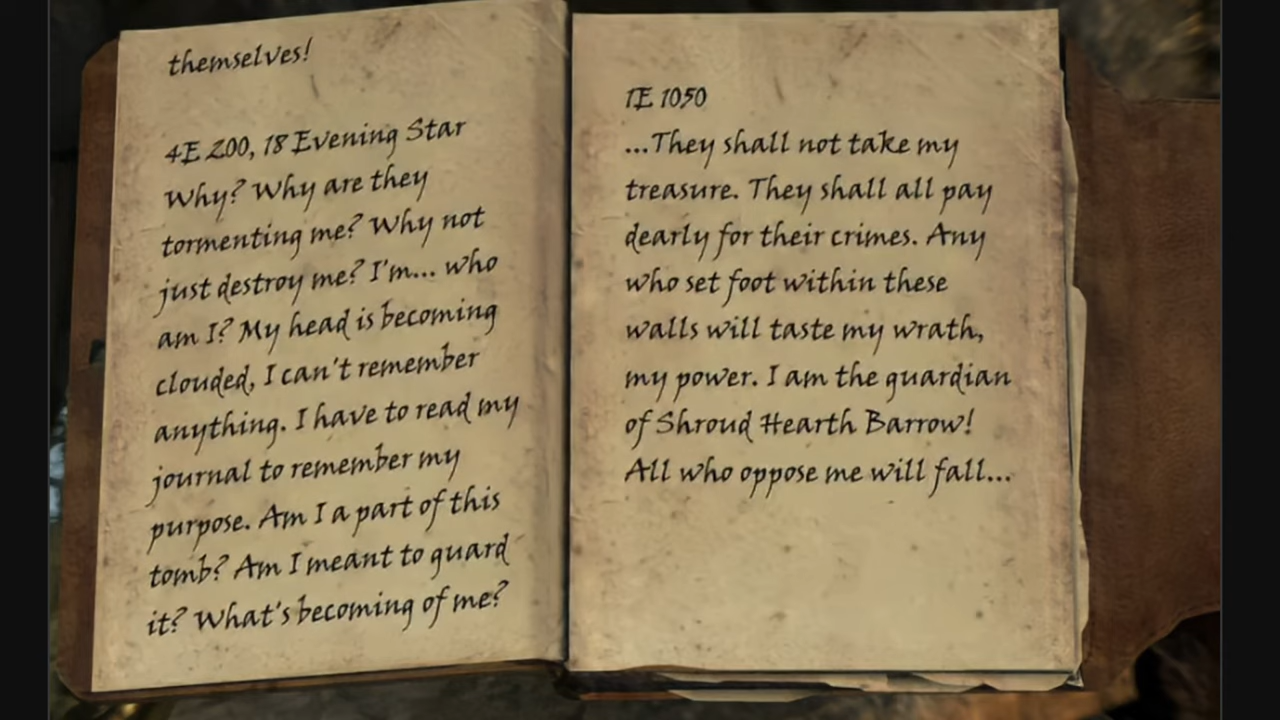 themselves!
4E 200, 18 Evening Star
Why? Why are they
tormenting me? Why not
just destroy me? I'm... who
am I? My head is becoming
clouded, I can't remember
anything. I have to read my
journal to remember my
purpose. Am I a part of this
tomb? Am I meant to guard
it? What's becoming of me?
1E 1050
...They shall not take my
treasure. They shall all pay
dearly for their crimes. Any
who set foot within these
walls will taste my wrath,
my power. I am the guardian
of Shroud Hearth Barrow!
All who oppose me will fall...